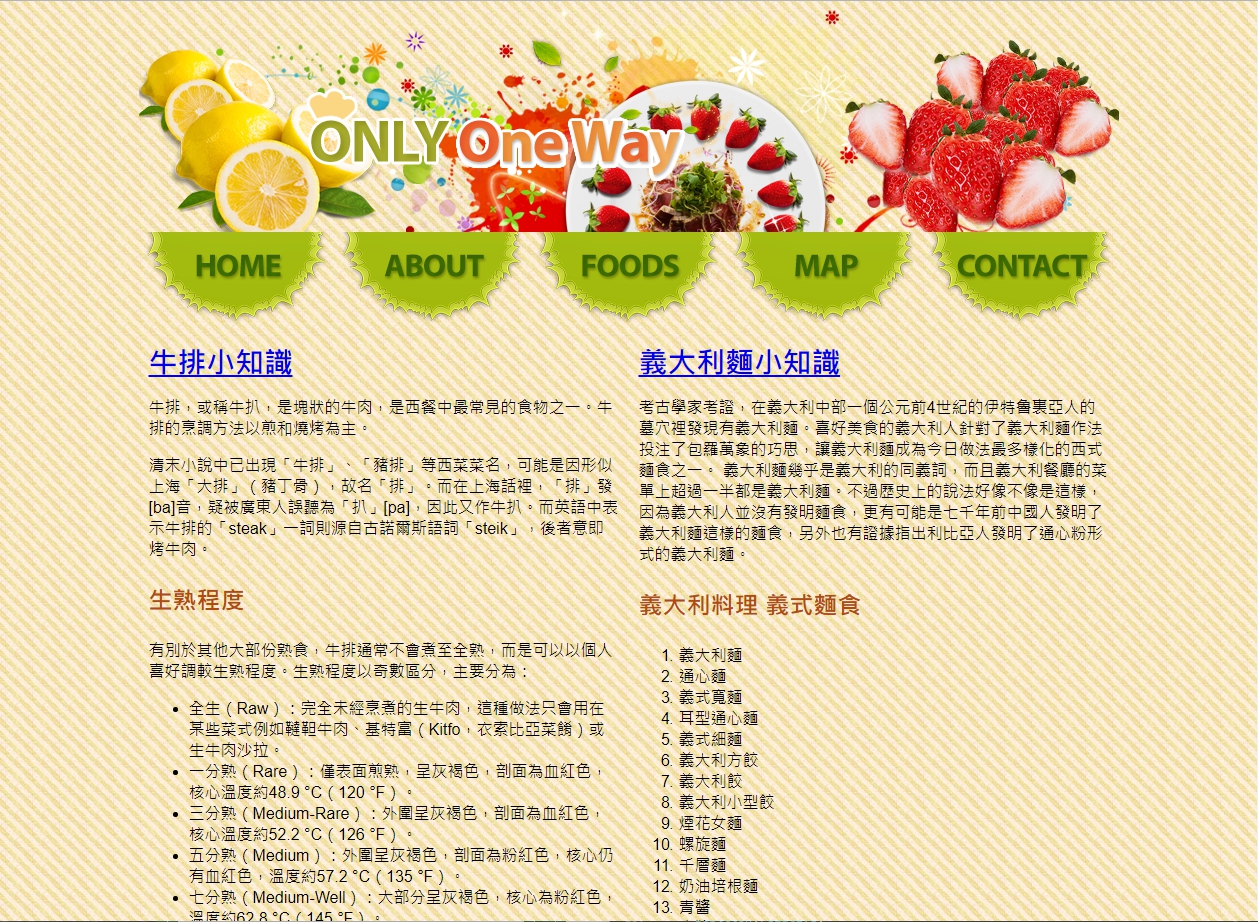 ONLY One Way
HOME ABOUT FOODS MAP CONTACT
牛排小知識
牛排，或稱牛扒，是塊狀的牛肉，是西餐中最常見的食物之一。牛
排的烹調方法以煎和燒烤為主。
清末小說中已出現「牛排」、「豬排」等西菜菜名，可能是因形似
上海「大排」（豬丁骨），故名「排」。而在上海話裡，「排」發
[ba]音，疑被廣東人誤聽為「扒」[pa]，因此又作牛扒。而英語中表
示牛排的「steak」一詞則源自古諾爾斯語詞「steik」，後者意即
烤牛肉。
生熟程度
有別於其他大部份熟食，牛排通常不會煮至全熟，而是可以以個人
喜好調較生熟程度。生熟程度以奇數區分，主要分為：
全生（Raw）：完全未經烹煮的生牛肉，這種做法只會用在
某些菜式例如韃靼牛肉、基特富（Kitfo，衣索比亞菜餚）或
生牛肉沙拉。
一分熟（Rare）：僅表面煎熟，呈灰褐色，剖面為血紅色，
核心溫度約48.9 °C（120 °F）。
三分熟（Medium-Rare）：外圍呈灰褐色，剖面為血紅色，
核心溫度約52.2 °C（126 °F）。
五分熟（Medium）：外圍呈灰褐色，剖面為粉紅色，核心仍
有血紅色，溫度約57.2 °C（135 °F）。
七分熟（Medium-Well）：大部分呈灰褐色，核心為粉紅色，
溫度約62.8 °C（145 °F）。
義大利麵小知識
考古學家考證，在義大利中部一個公元前4世紀的伊特魯裏亞人的
墓穴裡發現有義大利麵。喜好美食的義大利人針對了義大利麵作法
投注了包羅萬象的巧思，讓義大利麵成為今日做法最多樣化的西式
麵食之一。 義大利麵幾乎是義大利的同義詞，而且義大利餐廳的菜
單上超過一半都是義大利麵。不過歷史上的說法好像不像是這樣，
因為義大利人並沒有發明麵食，更有可能是七千年前中國人發明了
義大利麵這樣的麵食，另外也有證據指出利比亞人發明了通心粉形
式的義大利麵。
義大利料理 義式麵食
1. 義大利麵
2. 通心麵
3. 義式寬麵
4. 耳型通心麵
5. 義式細麵
6. 義大利方餃
7. 義大利餃
8. 義大利小型餃
9. 煙花女麵
10. 螺旋麵
11. 千層麵
12. 奶油培根麵
13. 青醬